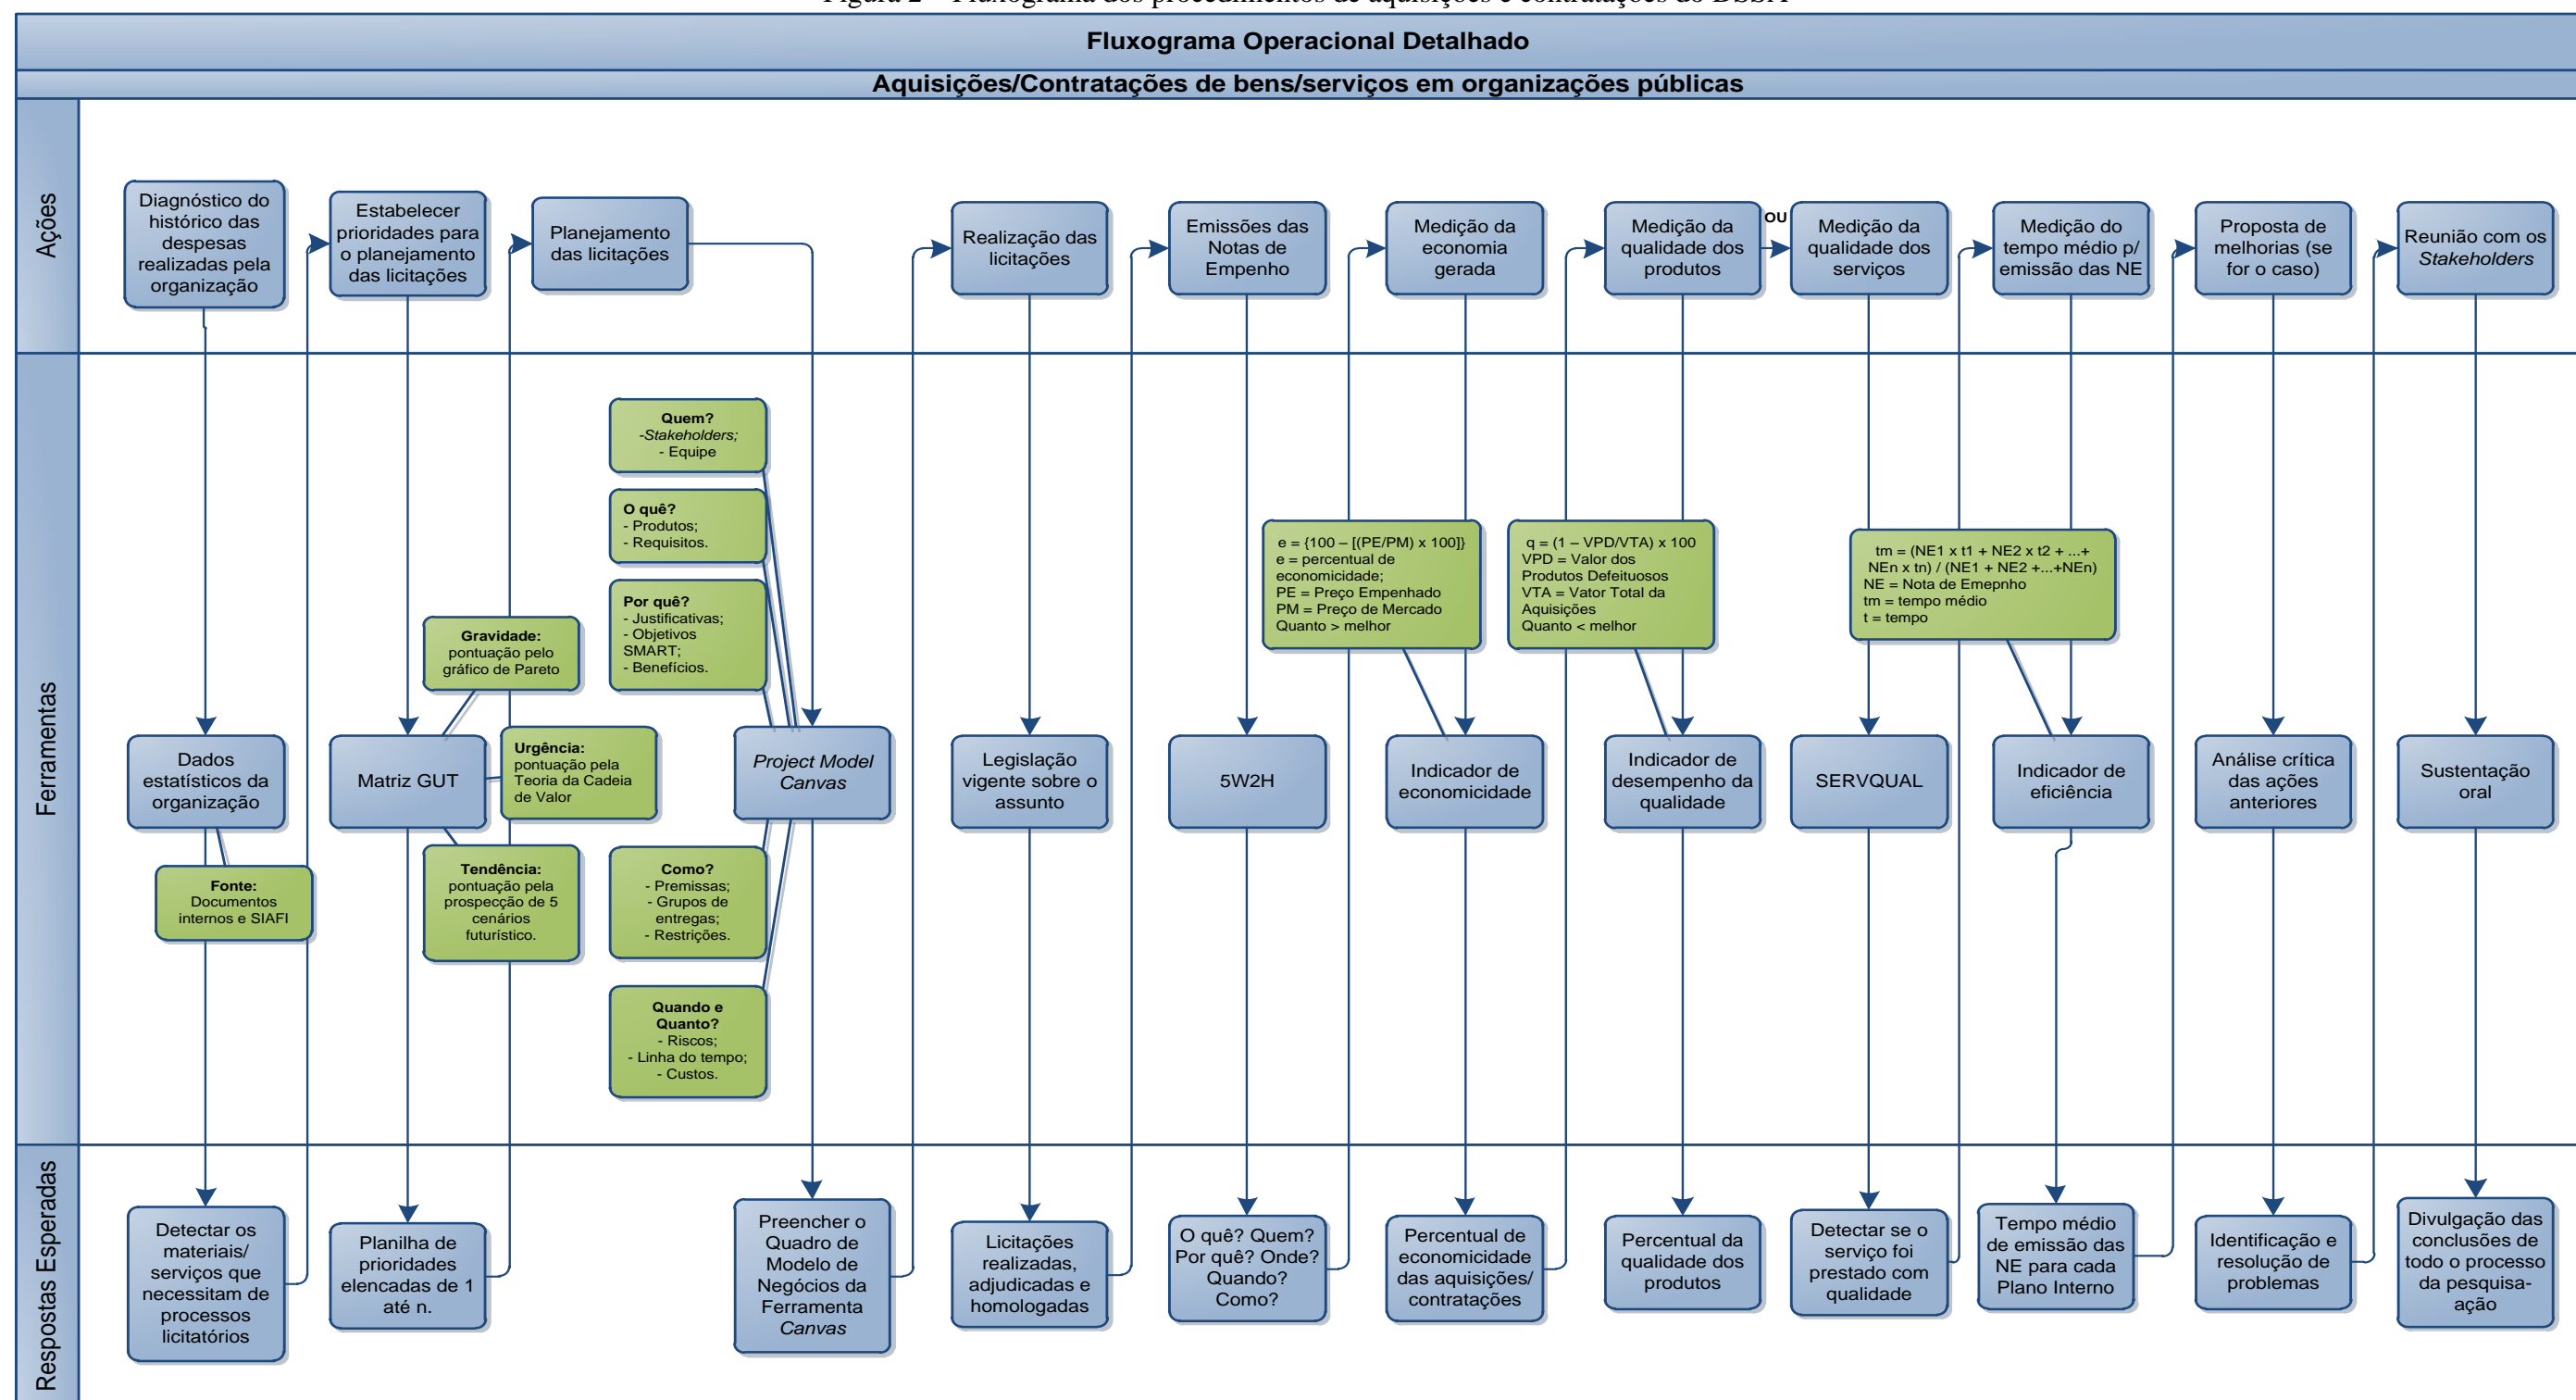 Fluxograma Operacional Detalhado
Aquisições/Contratações de bens/serviços em organizações públicas
Ações
Diagnóstico do
histórico das
despesas
realizadas pela
organização
Estabelecer
prioridades para
o planejamento
das licitações
Planejamento
das licitações
Realização das
licitações
Emissões das
Notas de
Empenho
Medição da
economia
gerada
Medição da
qualidade dos
produtos
OU
Medição da
qualidade dos
serviços
Medição do
tempo médio p/
emissão das NE
Proposta de
melhorias (se
for o caso)
Reunião com os
Stakeholders
Ferramentas
Quem?
-Stakeholders;
- Equipe
O quê?
- Produtos;
- Requisitos.
Por quê?
- Justificativas;
- Objetivos
SMART;
- Benefícios.
Gravidade:
pontuação pelo
gráfico de Pareto
Urgência:
pontuação pela
Teoria da Cadeia
de Valor
Tendência:
pontuação pela
prospecção de 5
cenários
futurístico.
Como?
- Premissas;
- Grupos de
entregas;
- Restrições.
Quando e
Quanto?
- Riscos;
- Linha do tempo;
- Custos.
e = {100 – [(PE/PM) x 100]}
e = percentual de
economicidade;
PE = Preço Empenhado
PM = Preço de Mercado
Quanto > melhor
q = (1 – VPD/VTA) x 100
VPD = Valor dos
Produtos Defeituosos
VTA = Vator Total da
Aquisições
Quanto < melhor
tm = (NE1 x t1 + NE2 x t2 + ...+
NEn x tn) / (NE1 + NE2 +...+NEn)
NE = Nota de Emepnho
tm = tempo médio
t = tempo
Dados
estatísticos da
organização
Fonte:
Documentos
internos e SIAFI
Matriz GUT
Project Model
Canvas
Legislação
vigente sobre o
assunto
5W2H
Indicador de
economicidade
Indicador de
desempenho da
qualidade
SERVQUAL
Indicador de
eficiência
Análise crítica
das ações
anteriores
Sustentação
oral
Respostas Esperadas
Detectar os
materiais/
serviços que
necessitam de
processos
licitatórios
Planilha de
prioridades
elencadas de 1
até n.
Preencher o
Quadro de
Modelo de
Negócios da
Ferramenta
Canvas
Licitações
realizadas,
adjudicadas e
homologadas
O quê? Quem?
Por quê? Onde?
Quando?
Como?
Percentual de
economicidade
das aquisições/
contratações
Percentual da
qualidade dos
produtos
Detectar se o
serviço foi
prestado com
qualidade
Tempo médio
de emissão das
NE para cada
Plano Interno
Identificação e
resolução de
problemas
Divulgação das
conclusões de
todo o processo
da pesquisa-
ação